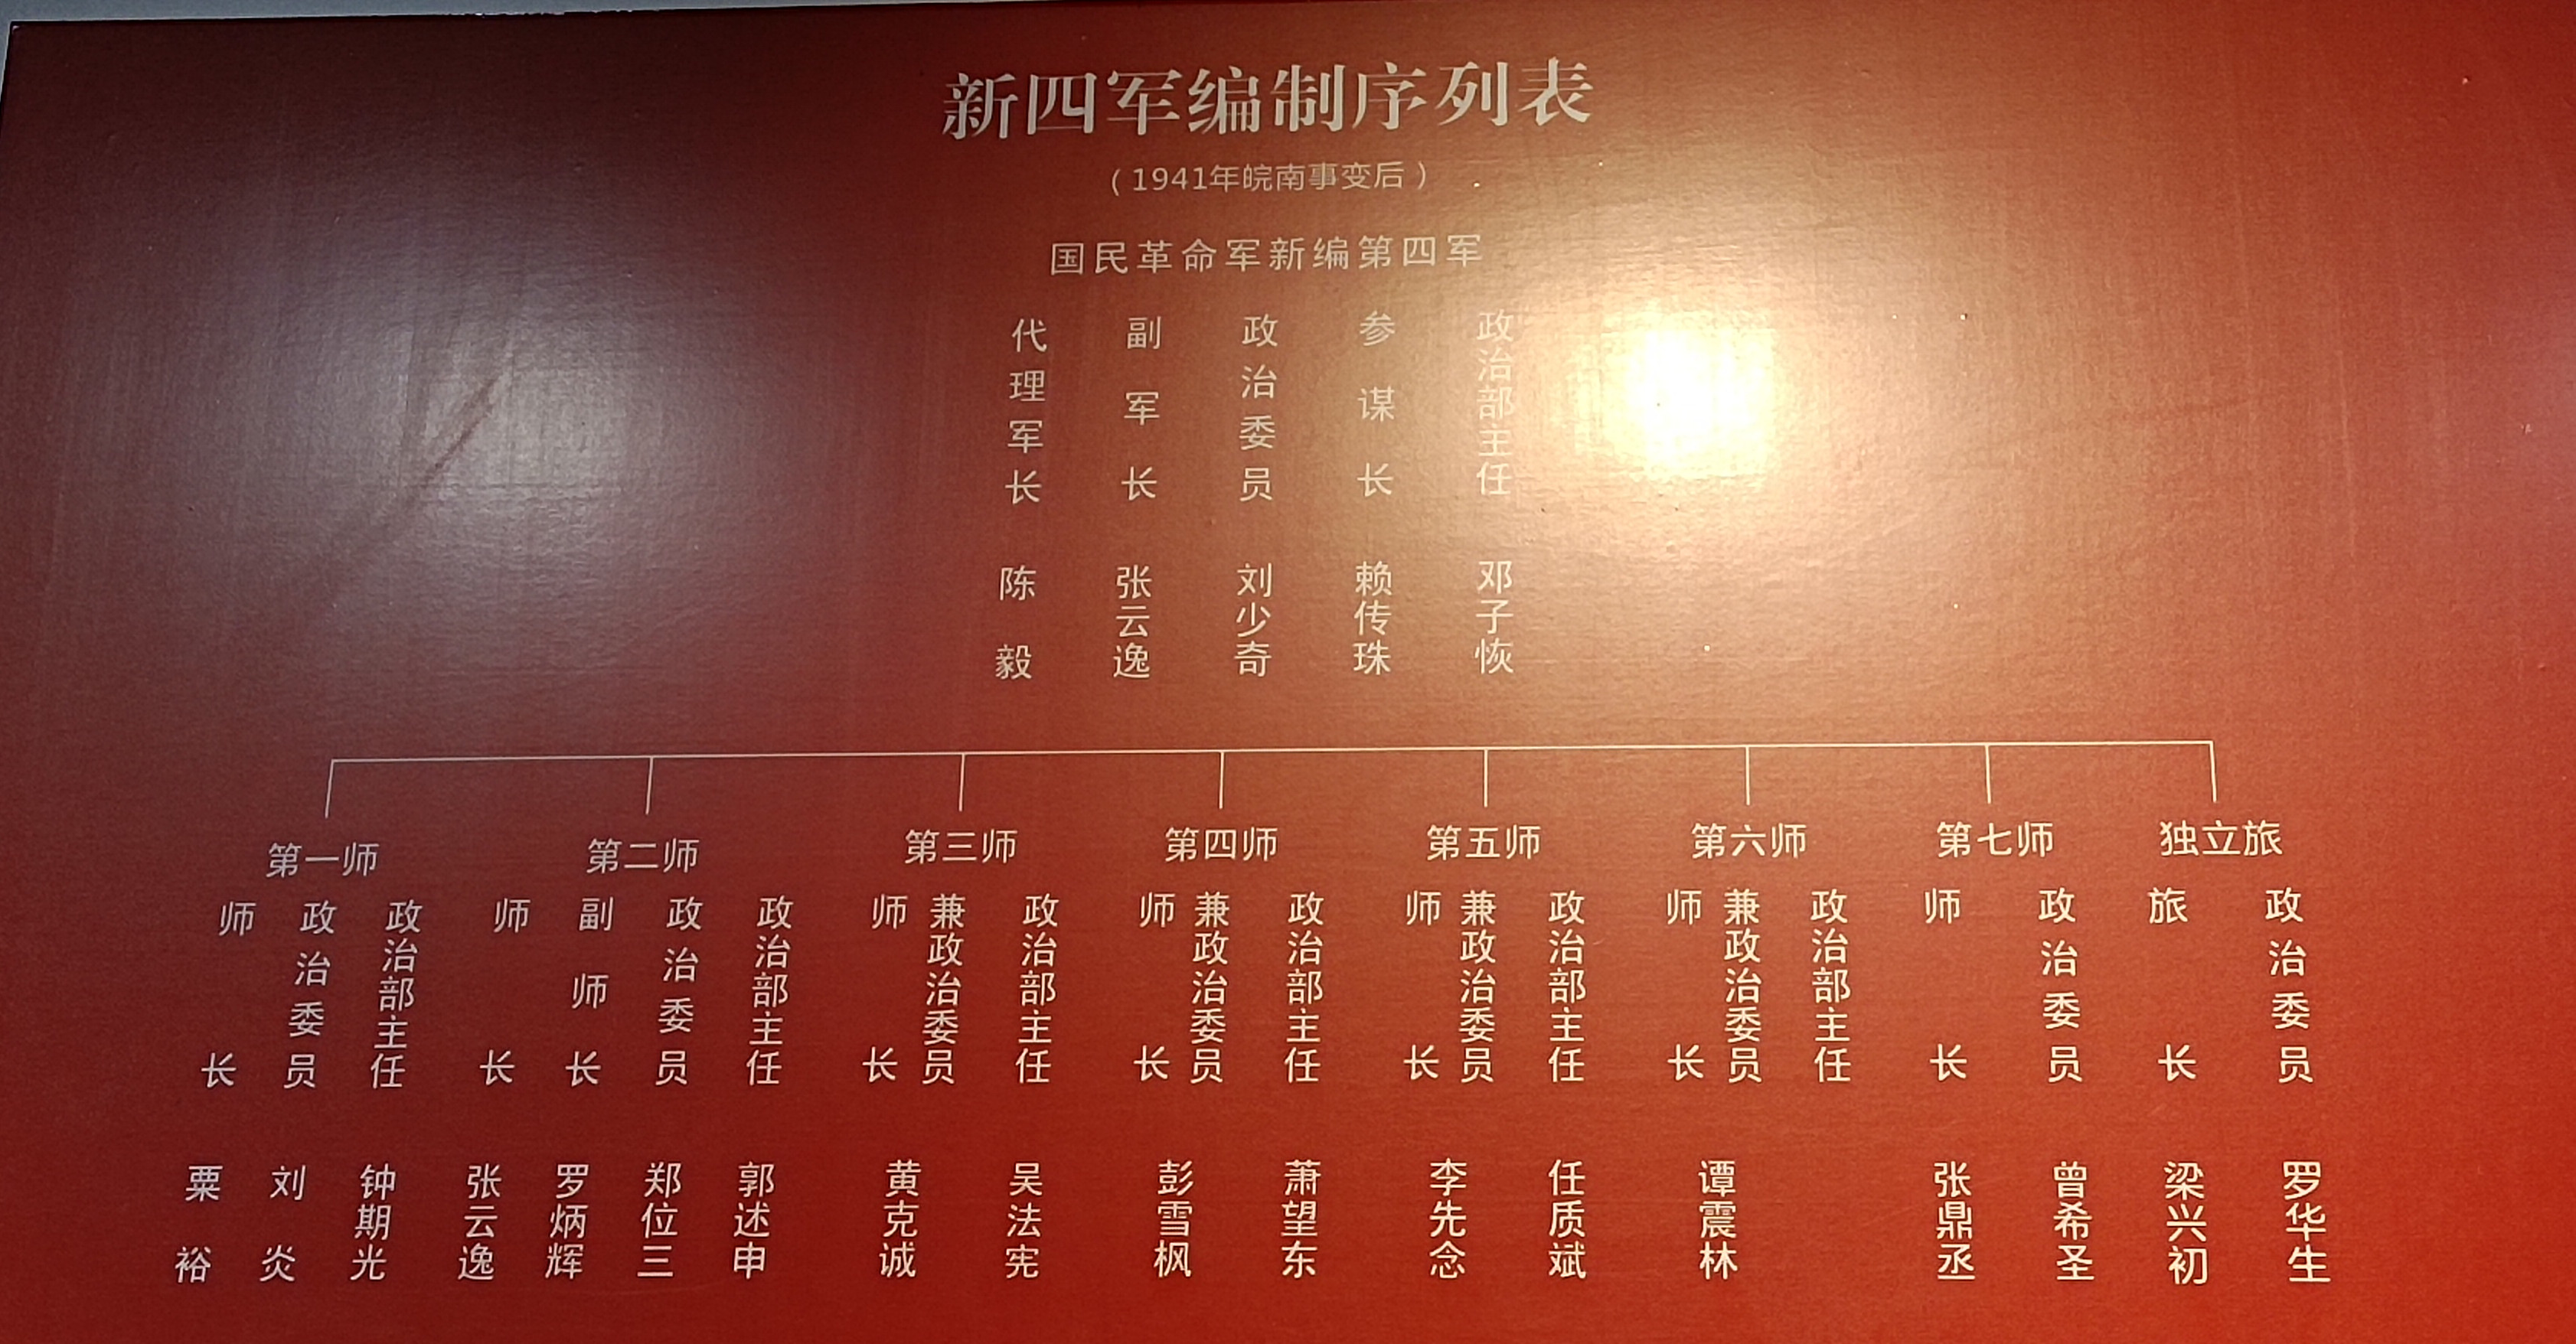 新四军编制序列表
（1941年皖南事变后）
国民革命军新编第四军
代理军长
陈毅
副军长
张云逸
政治委员
刘少奇
参谋长
赖传珠
政治部主任
邓子恢
第一师
师长
粟裕
政治委员
刘炎
政治部主任
钟期光
第二师
师长
张云逸
副师长
罗炳辉
政治委员
郑位三
政治部主任
郭述申
第三师
师长
兼政治委员
黄克诚
政治部主任
吴法宪
第四师
师长
兼政治委员
彭雪枫
政治部主任
萧望东
第五师
师长
兼政治委员
李先念
政治部主任
任质斌
第六师
师长
兼政治委员
谭震林
政治部主任
第七师
师长
张鼎丞
政治委员
曾希圣
独立旅
旅长
梁兴初
政治委员
罗华生